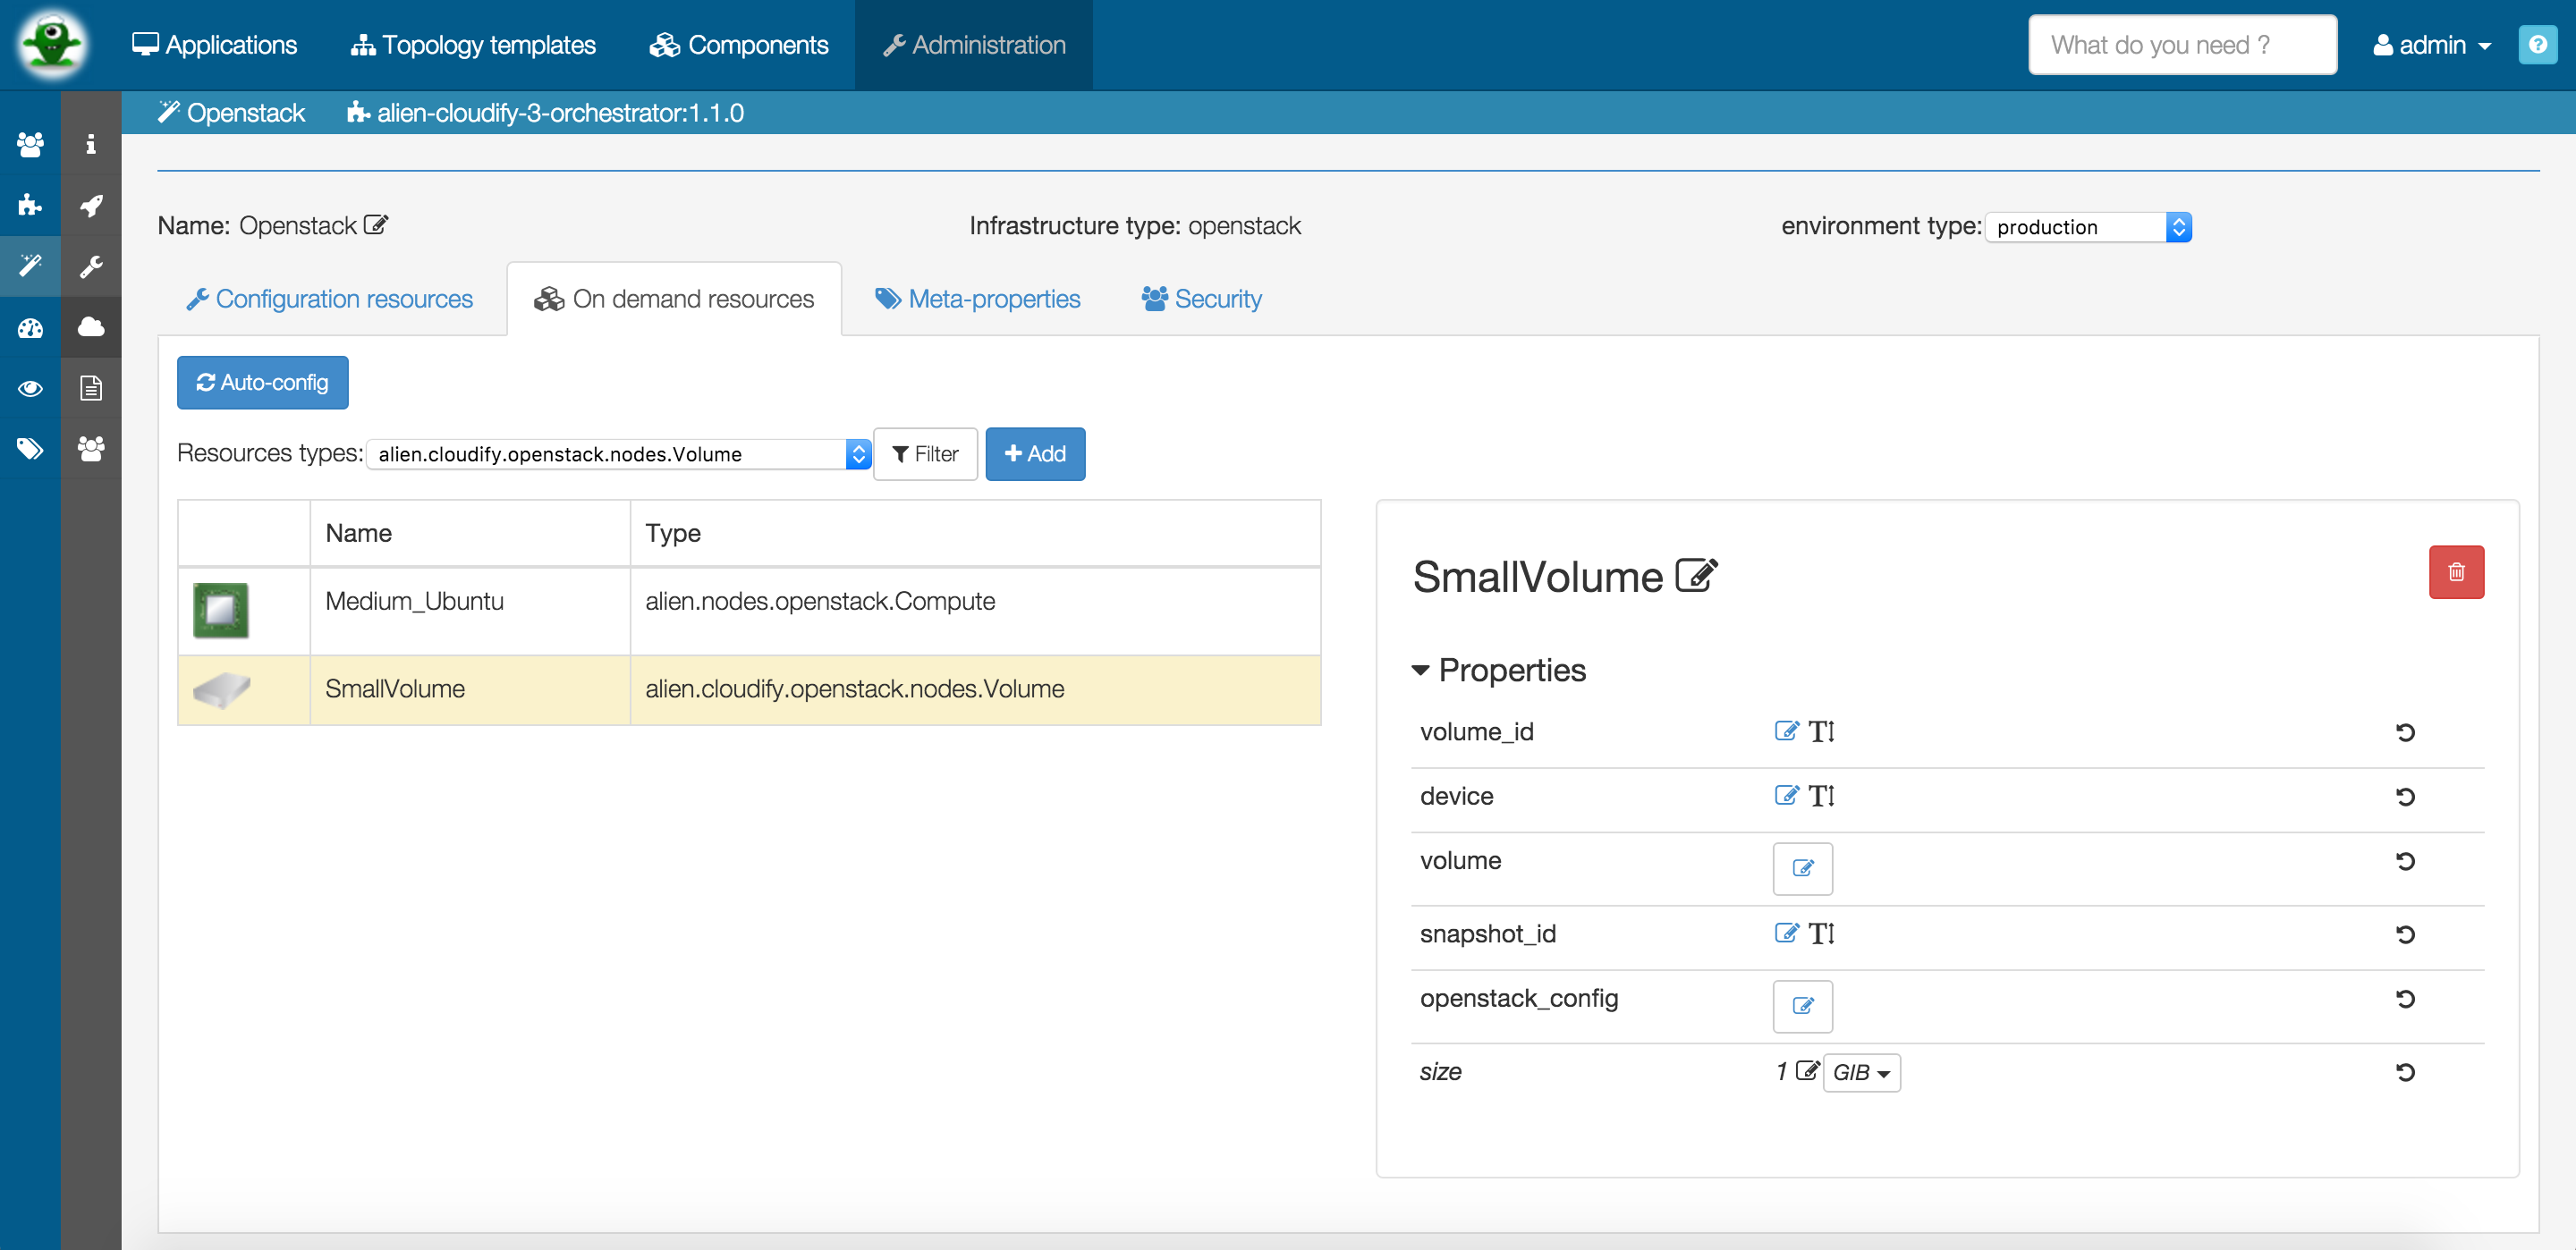 Applications Topology templates Components Administration What do you need ? admin
Openstack alien-cloudify-3-orchestrator:1.1.0
Name: Openstack Infrastructure type: openstack environment type: production
Configuration resources On demand resources Meta-properties Security
Auto-config
Resources types: alien.cloudify.openstack.nodes.Volume Filter Add
Name Type
Medium_Ubuntu alien.nodes.openstack.Compute
SmallVolume alien.cloudify.openstack.nodes.Volume
SmallVolume
Properties
volume_id
device
volume
snapshot_id
openstack_config
size 1 GIB